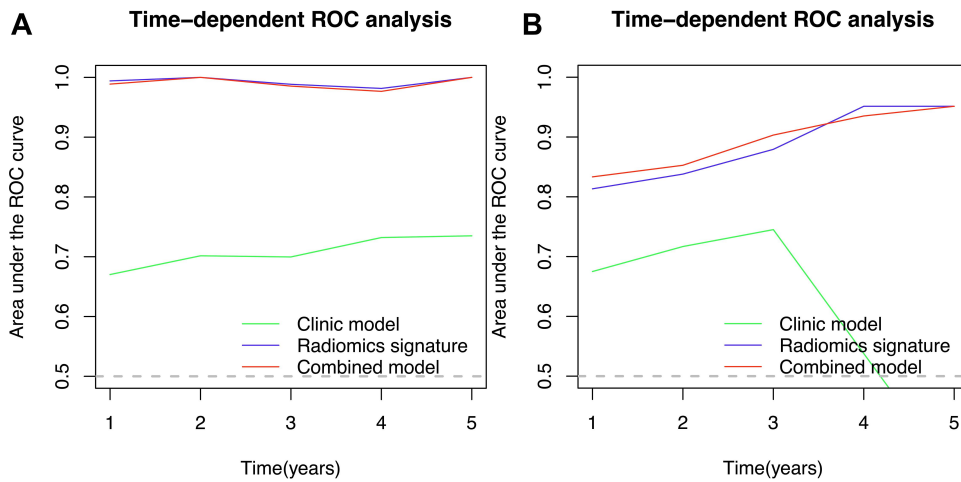 A
Time-dependent ROC analysis
Area under the ROC curve
1.0
0.9
0.8
0.7
0.6
0.5
Clinic model
Radiomics signature
Combined model
1 2 3 4 5
Time(years)
B
Time-dependent ROC analysis
Area under the ROC curve
1.0
0.9
0.8
0.7
0.6
0.5
Clinic model
Radiomics signature
Combined model
1 2 3 4 5
Time(years)